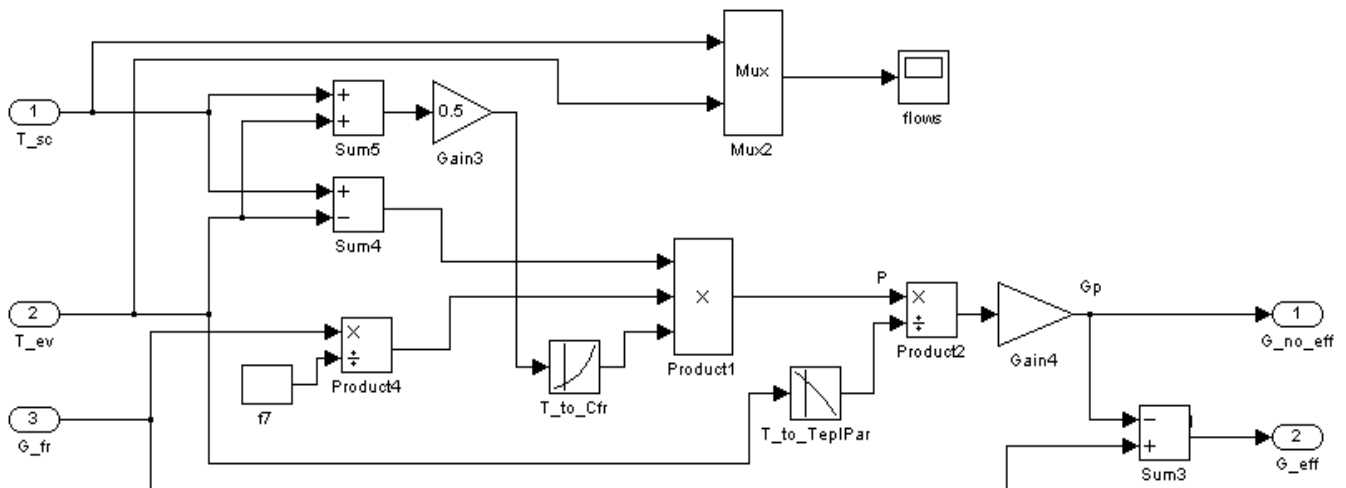 Mux
Mux2
flows
1
T_sc
+
+
Sum5
0.5
Gain3
+
−
Sum4
2
T_ev
×
÷
Product4
f7
3
G_fr
T_to_Cfr
×
Product1
T_to_TeplPar
P
×
÷
Product2
Gain4
Gp
1
G_no_eff
−
+
Sum3
2
G_eff